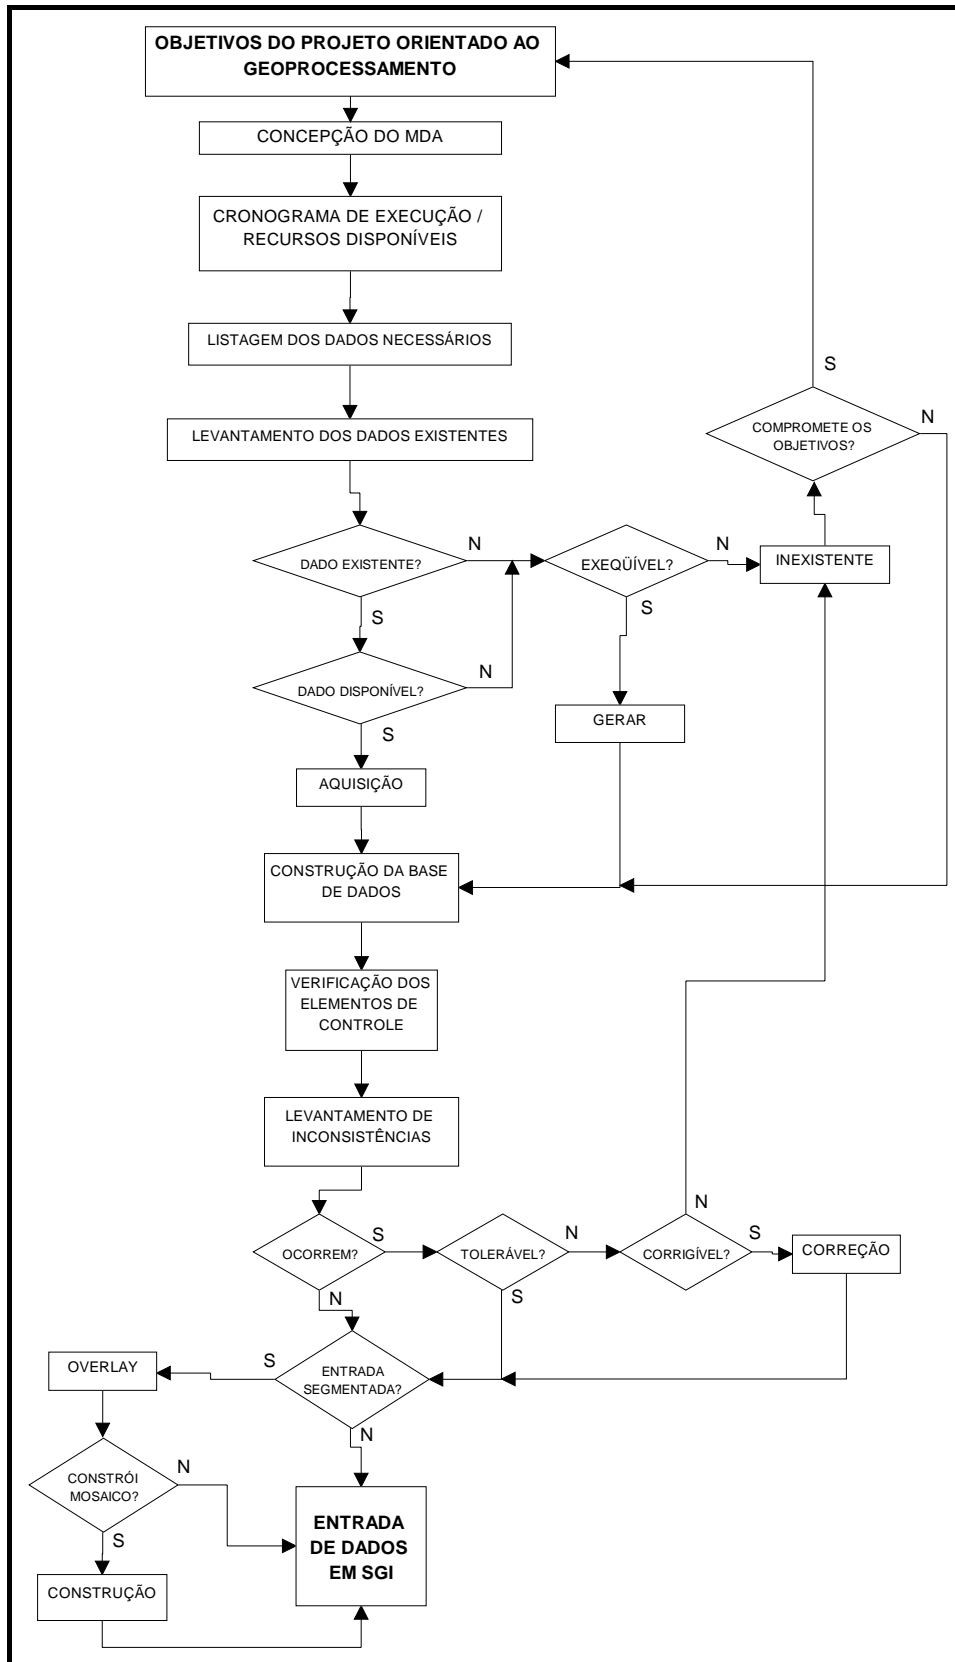 OBJETIVOS DO PROJETO ORIENTADO AO
GEOPROCESSAMENTO
CONCEPÇÃO DO MDA
CRONOGRAMA DE EXECUÇÃO /
RECURSOS DISPONÍVEIS
LISTAGEM DOS DADOS NECESSÁRIOS
S
LEVANTAMENTO DOS DADOS EXISTENTES
COMPROMETE OS
OBJETIVOS?
N
DADO EXISTENTE?
N
EXEQÜÍVEL?
N
INEXISTENTE
S
S
DADO DISPONÍVEL?
N
GERAR
S
AQUISIÇÃO
CONSTRUÇÃO DA BASE
DE DADOS
VERIFICAÇÃO DOS
ELEMENTOS DE
CONTROLE
LEVANTAMENTO DE
INCONSISTÊNCIAS
N
OCORREM?
S
TOLERÁVEL?
N
CORRIGÍVEL?
S
CORREÇÃO
N
S
OVERLAY
S
ENTRADA
SEGMENTADA?
N
CONSTRÓI
MOSAICO?
N
S
ENTRADA
DE DADOS
EM SGI
CONSTRUÇÃO